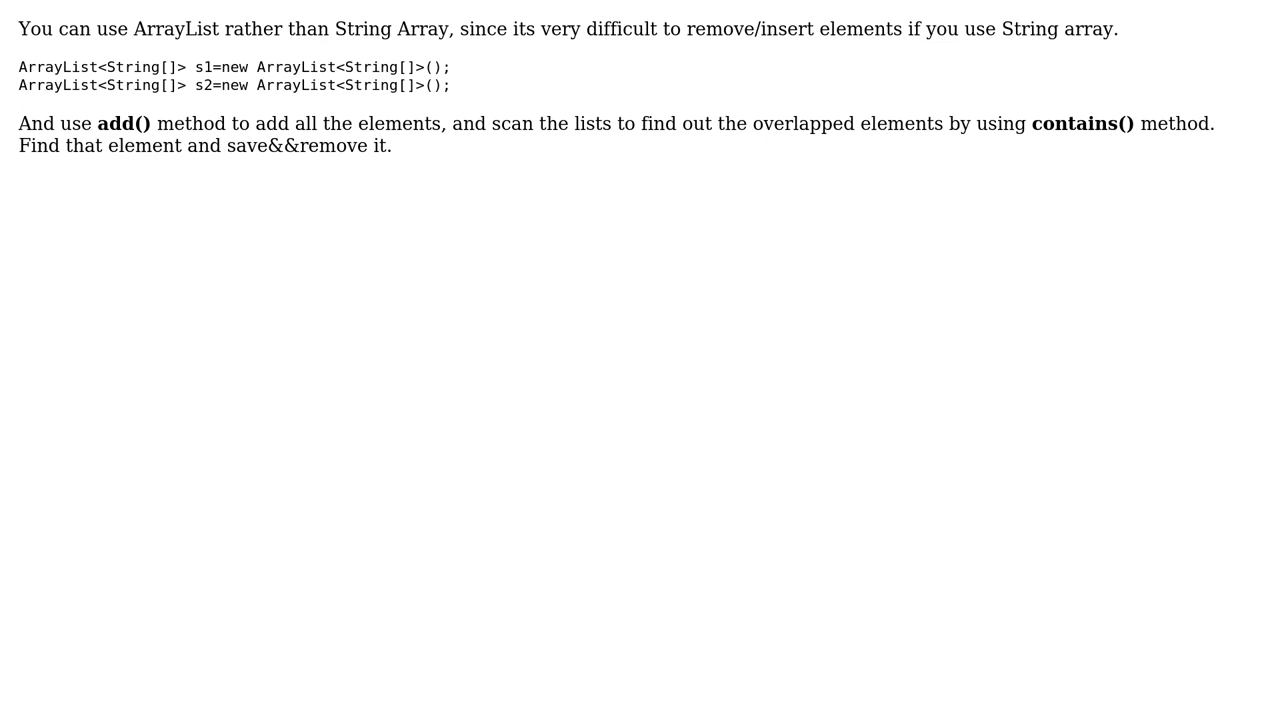 You can use ArrayList rather than String Array, since its very difficult to remove/insert elements if you use String array.
ArrayList<String[]> s1=new ArrayList<String[]>();
ArrayList<String[]> s2=new ArrayList<String[]>();
And use add() method to add all the elements, and scan the lists to find out the overlapped elements by using contains() method.
Find that element and save&&remove it.